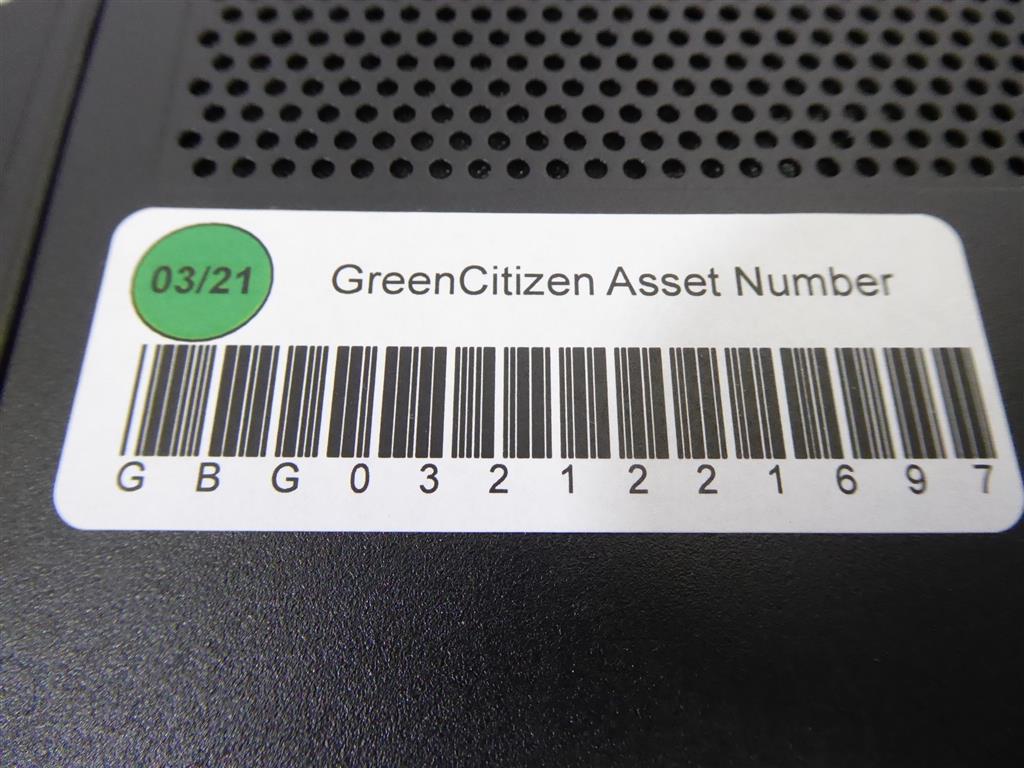 03/21
GreenCitizen Asset Number
GBG0321221697